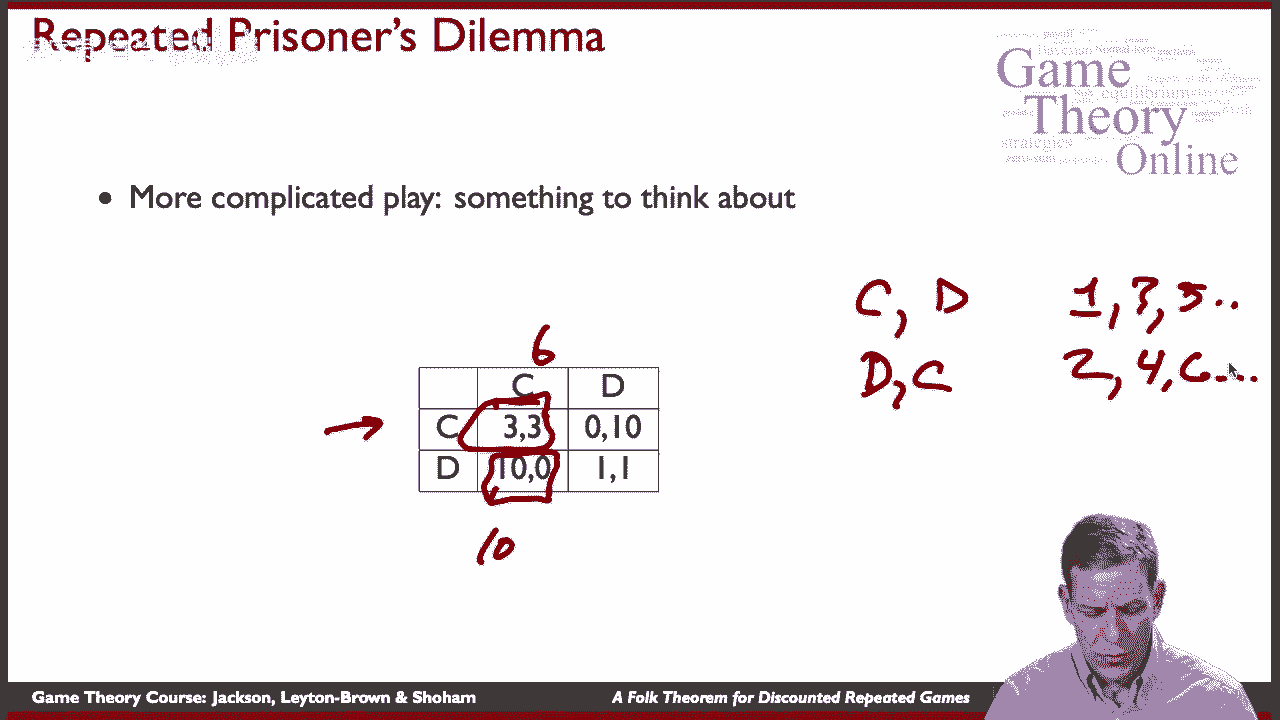 Repeated Prisoner's Dilemma
Game
Theory
Online
equilibrium
strategies
• More complicated play: something to think about
C, D 1, 3, 5..
D, C 2, 4, 6...
6
C D
C 3,3 0,10
D 10,0 1,1
10
Game Theory Course: Jackson, Leyton-Brown & Shoham A Folk Theorem for Discounted Repeated Games